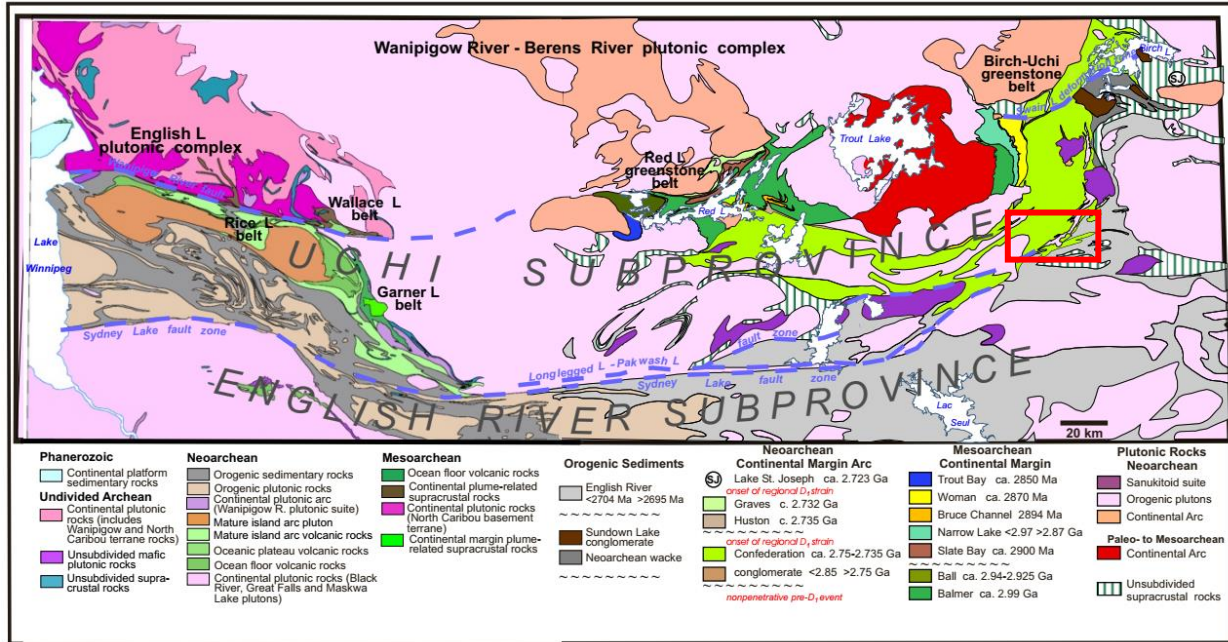 Wanipigow River - Berens River plutonic complex
Birch L
Birch-Uchi
greenstone
belt
SJ
Swain L deformation zone
Trout Lake
English L
plutonic complex
Red L
greenstone
belt
Wanipigow River Zone
Wallace L
belt
Rice L
belt
Red L
Lake
Winnipeg
UCHI SUBPROVINCE
Garner L
belt
Sydney Lake fault zone
fault zone
Longlegged L - Pakwash L
Sydney Lake fault zone
ENGLISH RIVER SUBPROVINCE
Lac
Seul
20 km
Phanerozoic
Continental platform
sedimentary rocks
Undivided Archean
Continental plutonic
rocks (includes
Wanipigow and North
Caribou terrane rocks)
Unsubdivided mafic
plutonic rocks
Unsubdivided supra-
crustal rocks
Neoarchean
Orogenic sedimentary rocks
Orogenic plutonic rocks
Continental plutonic arc
(Wanipigow R. plutonic suite)
Mature island arc pluton
Mature island arc volcanic rocks
Oceanic plateau volcanic rocks
Ocean floor volcanic rocks
Continental plutonic rocks (Black
River, Great Falls and Maskwa
Lake plutons)
Mesoarchean
Ocean floor volcanic rocks
Continental plume-related
supracrustal rocks
Continental plutonic rocks
(North Caribou basement
terrane)
Continental margin plume-
related supracrustal rocks
Orogenic Sediments
English River
<2704 Ma >2695 Ma
~~~~~~~~~
Sundown Lake
conglomerate
Neoarchean wacke
~~~~~~~~~
Neoarchean
Continental Margin Arc
SJ Lake St. Joseph ca. 2.723 Ga
onset of regional D₂ strain
Graves c. 2.732 Ga
Huston c. 2.735 Ga
~~~~~~~~~
onset of regional D₁ strain
Confederation ca. 2.75-2.735 Ga
conglomerate <2.85 >2.75 Ga
~~~~~~~~~
nonpenetrative pre-D₁ event
Mesoarchean
Continental Margin
Trout Bay ca. 2850 Ma
Woman ca. 2870 Ma
Bruce Channel 2894 Ma
Narrow Lake <2.97 >2.87 Ga
Slate Bay ca. 2900 Ma
~~~~~~~~~
Ball ca. 2.94-2.925 Ga
Balmer ca. 2.99 Ga
Plutonic Rocks
Neoarchean
Sanukitoid suite
Orogenic plutons
Continental Arc
Paleo- to Mesoarchean
Continental Arc
Unsubdivided
supracrustal rocks